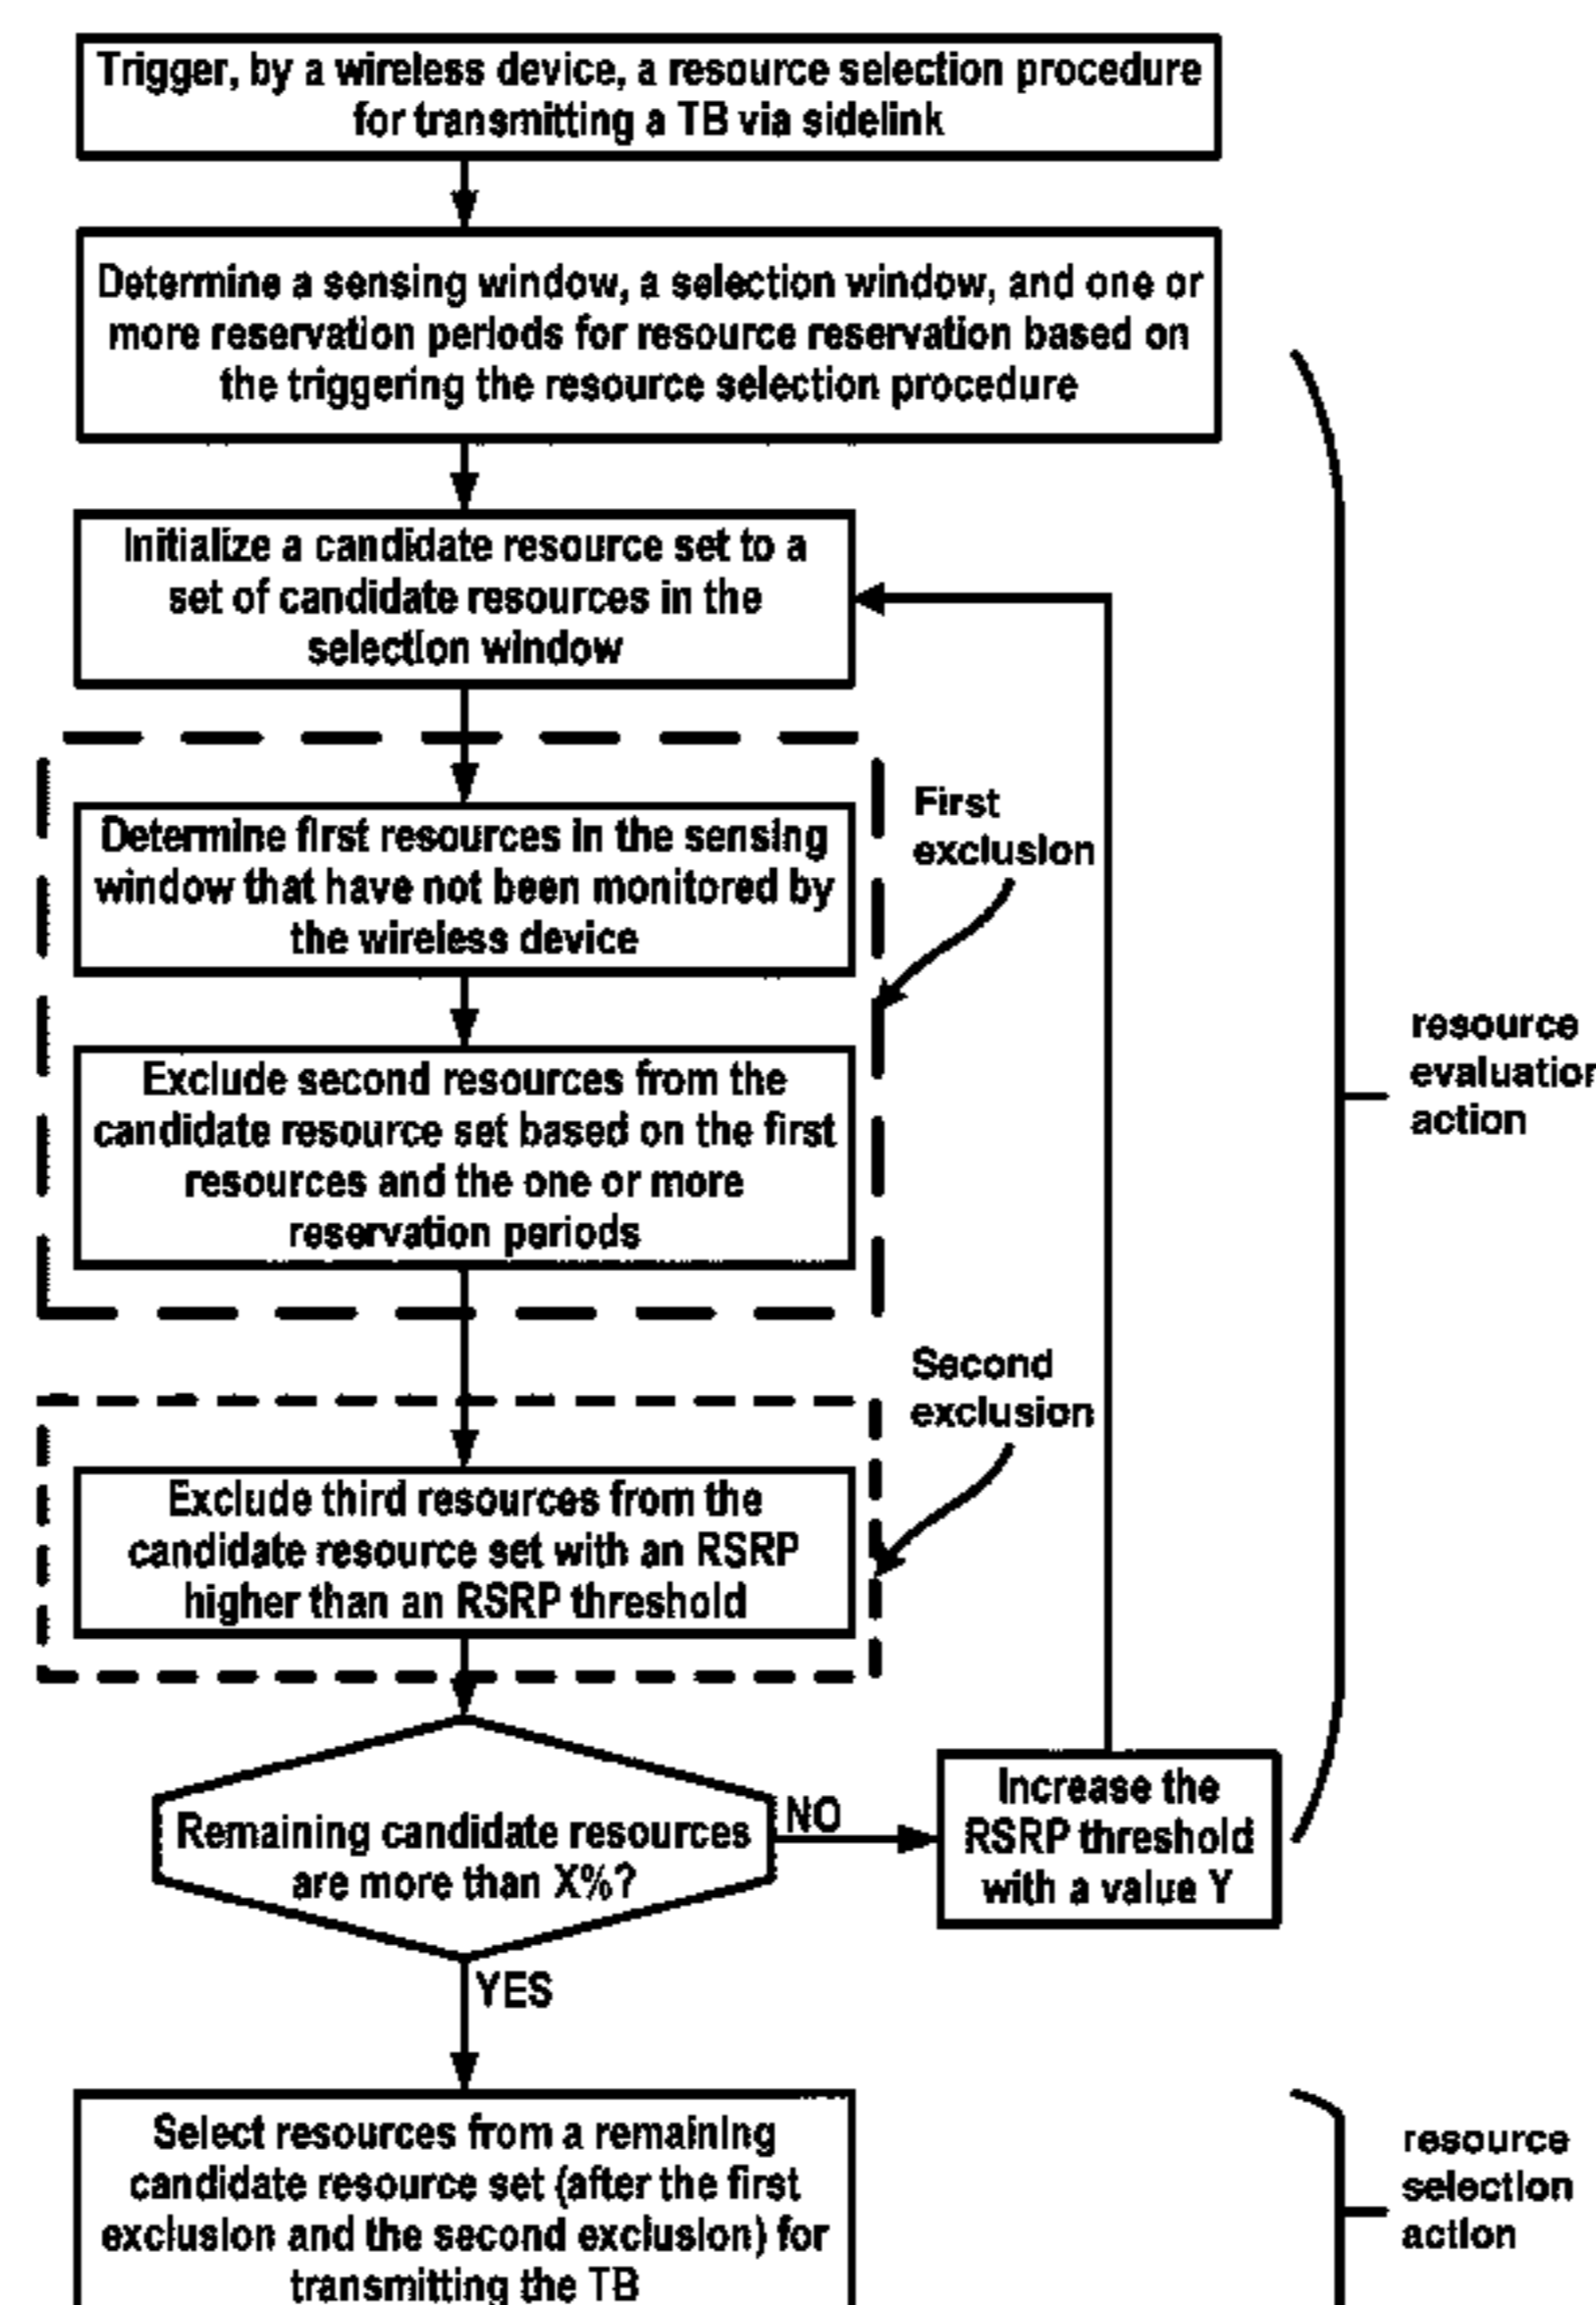 Trigger, by a wireless device, a resource selection procedure
for transmitting a TB via sidelink
Determine a sensing window, a selection window, and one or
more reservation periods for resource reservation based on
the triggering the resource selection procedure
Initialize a candidate resource set to a
set of candidate resources in the
selection window
First
exclusion
Determine first resources in the sensing
window that have not been monitored by
the wireless device
Exclude second resources from the
candidate resource set based on the first
resources and the one or more
reservation periods
resource
evaluation
action
Second
exclusion
Exclude third resources from the
candidate resource set with an RSRP
higher than an RSRP threshold
Remaining candidate resources
are more than X%?
NO
Increase the
RSRP threshold
with a value Y
YES
Select resources from a remaining
candidate resource set (after the first
exclusion and the second exclusion) for
transmitting the TB
resource
selection
action